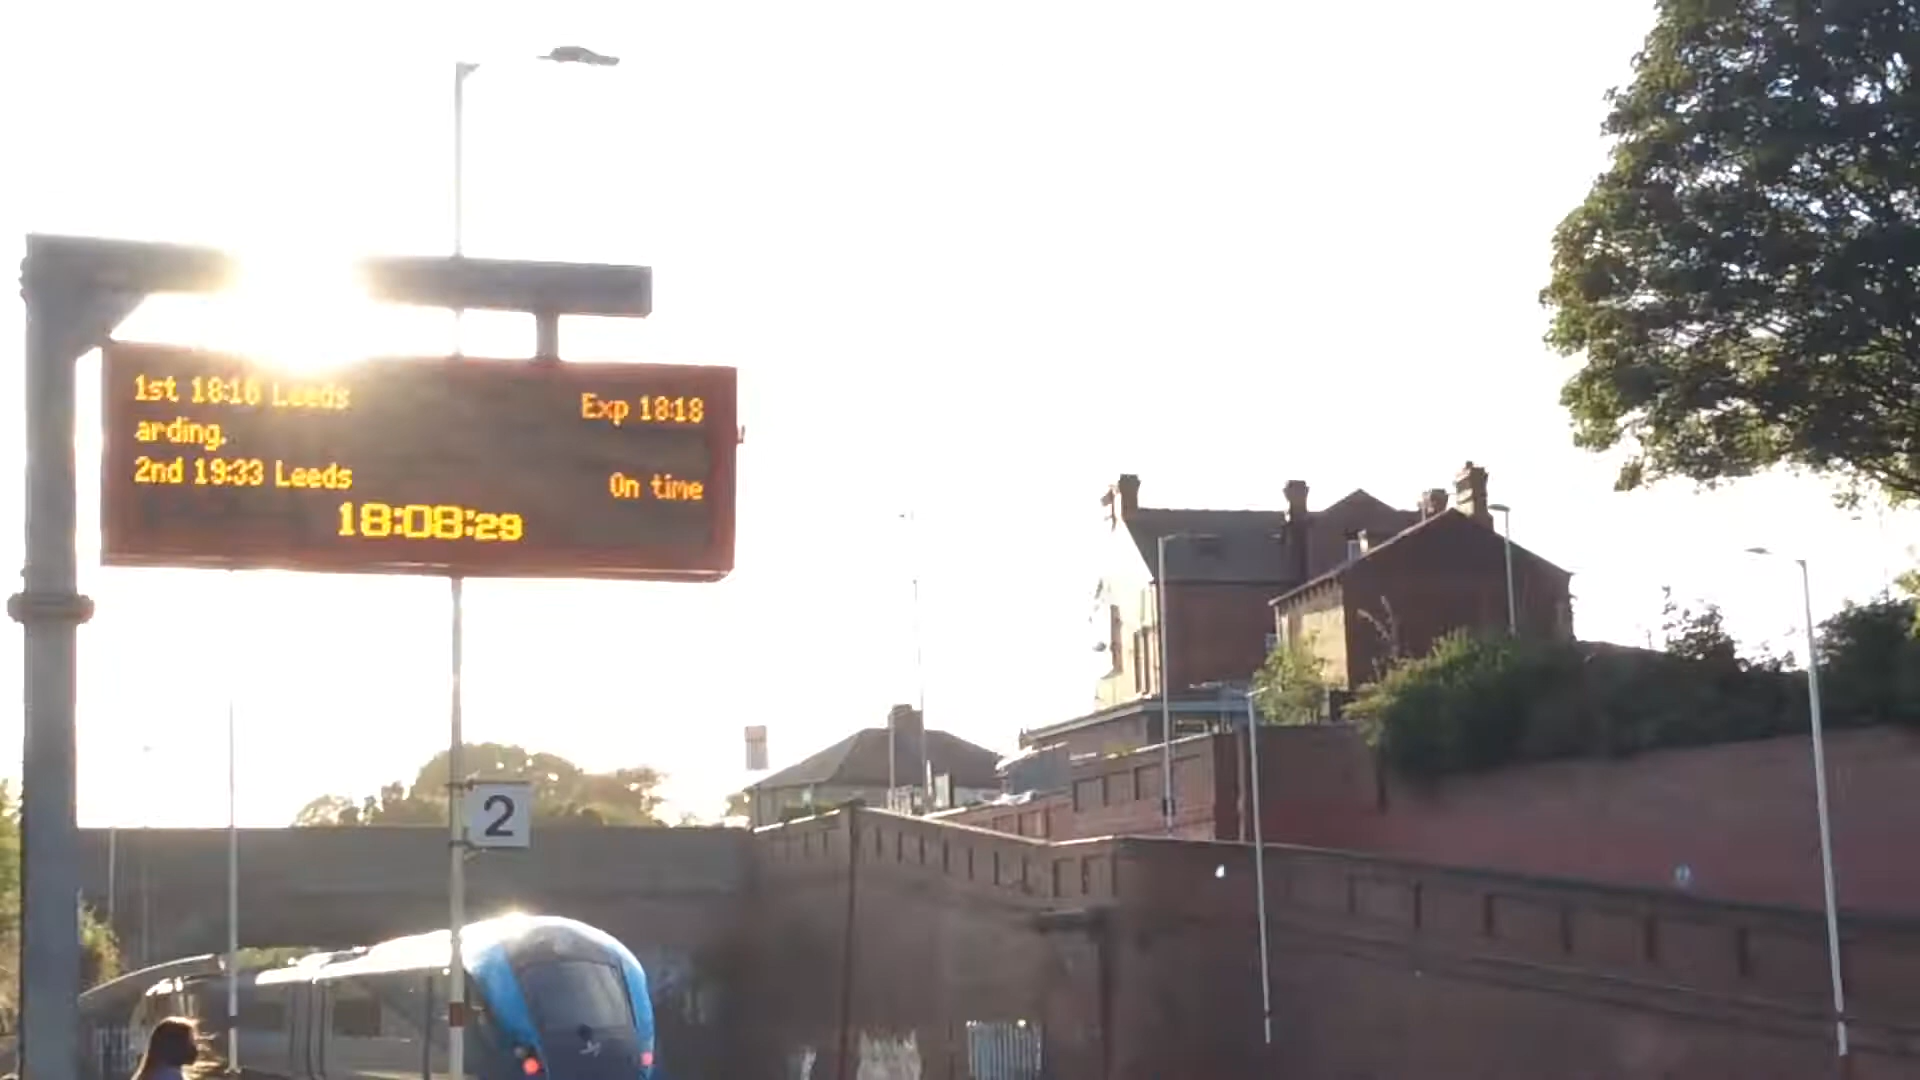 1st 18:16 Leeds Exp 18:18
arding.
2nd 19:33 Leeds On time
18:08:29
2